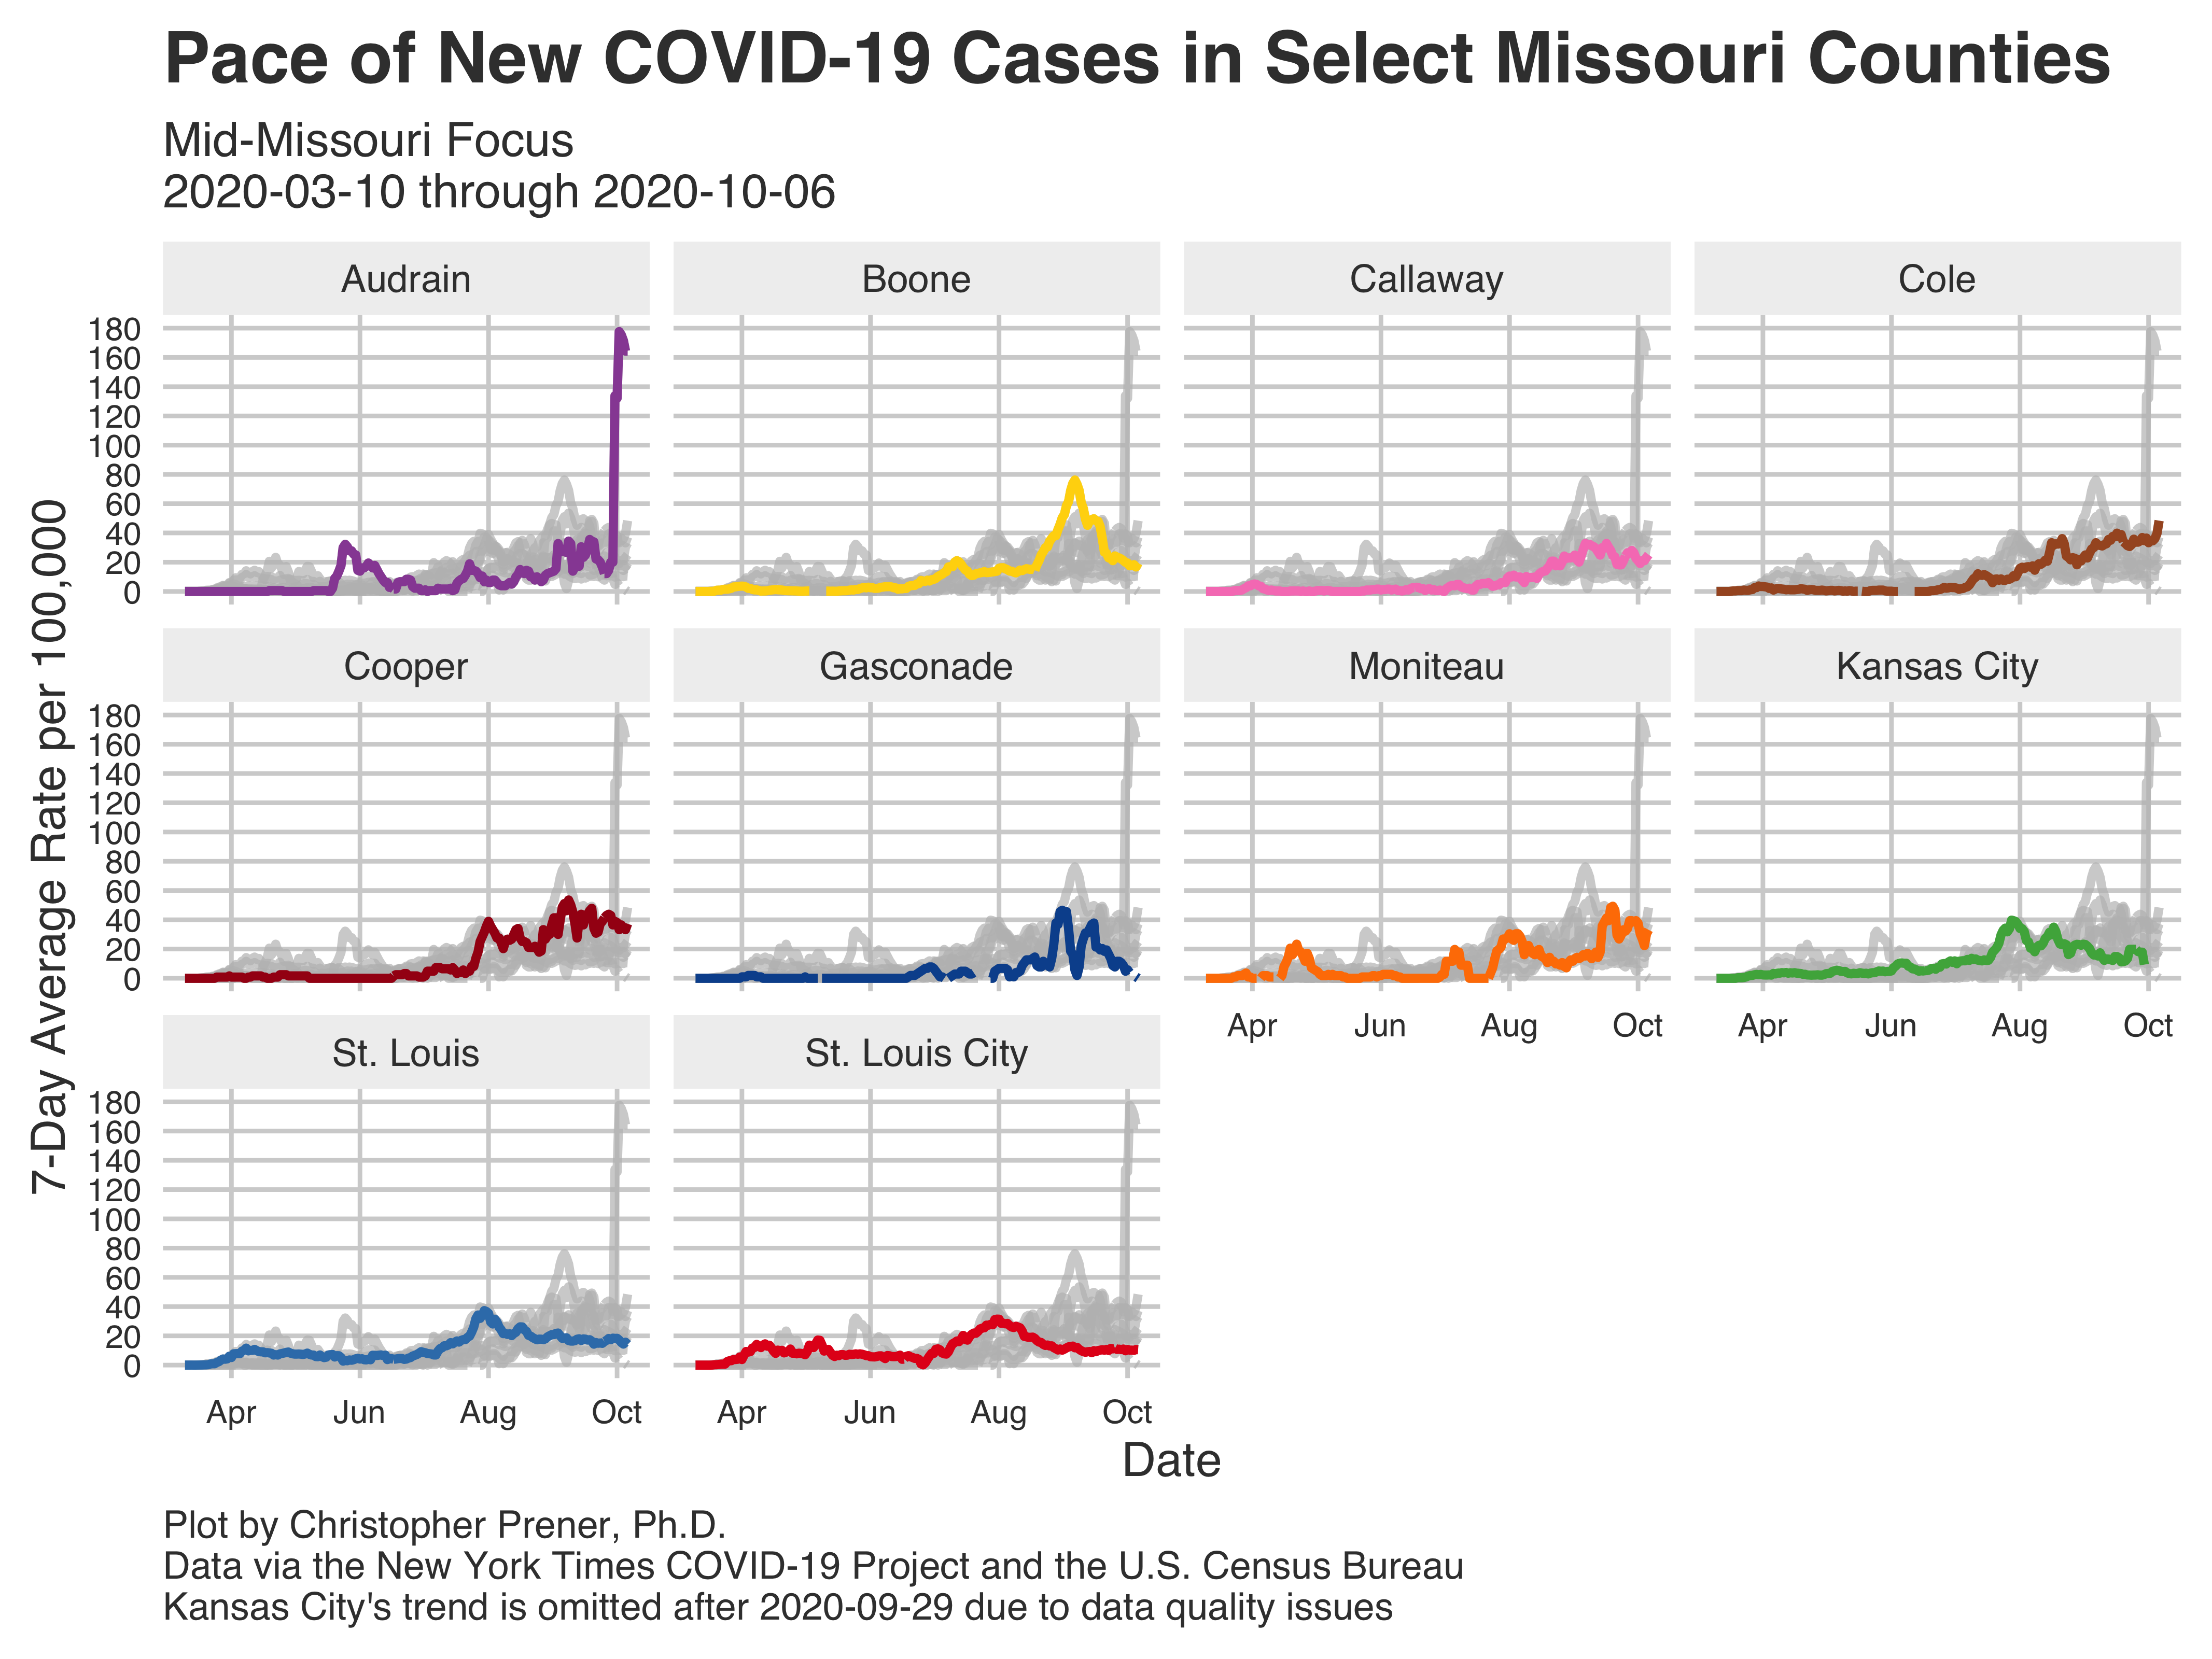 Pace of New COVID-19 Cases in Select Missouri Counties
Mid-Missouri Focus
2020-03-10 through 2020-10-06
7-Day Average Rate per 100,000
Audrain
Boone
Callaway
Cole
180
160
140
120
100
80
60
40
20
0
Cooper
Gasconade
Moniteau
Kansas City
180
160
140
120
100
80
60
40
20
0
Apr Jun Aug Oct
Apr Jun Aug Oct
St. Louis
St. Louis City
180
160
140
120
100
80
60
40
20
0
Apr Jun Aug Oct
Apr Jun Aug Oct
Date
Plot by Christopher Prener, Ph.D.
Data via the New York Times COVID-19 Project and the U.S. Census Bureau
Kansas City's trend is omitted after 2020-09-29 due to data quality issues